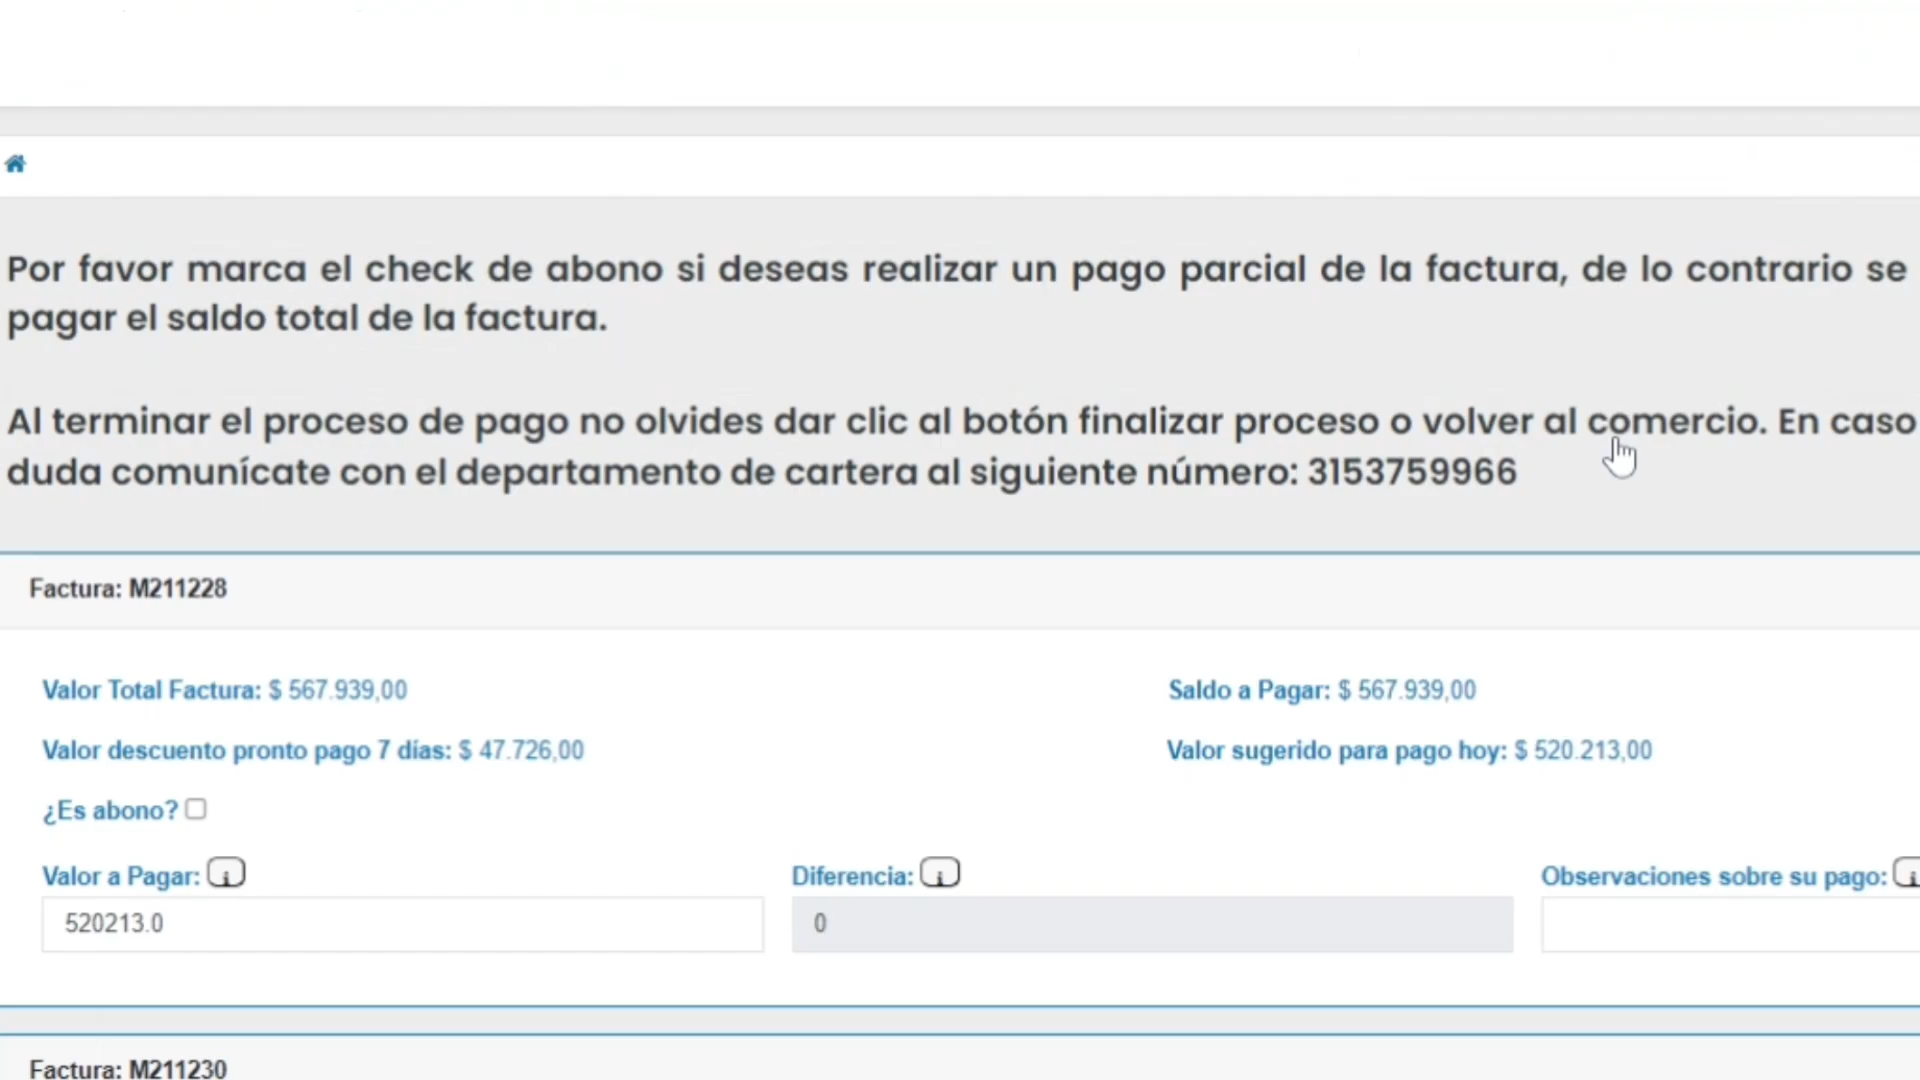 Por favor marca el check de abono si deseas realizar un pago parcial de la factura, de lo contrario se
pagar el saldo total de la factura.
Al terminar el proceso de pago no olvides dar clic al botón finalizar proceso o volver al comercio. En caso
duda comunícate con el departamento de cartera al siguiente número: 3153759966
Factura: M211228
Valor Total Factura: $ 567.939,00
Saldo a Pagar: $ 567.939,00
Valor descuento pronto pago 7 días: $ 47.726,00
Valor sugerido para pago hoy: $ 520.213,00
¿Es abono?
Valor a Pagar: i
Diferencia: i
Observaciones sobre su pago: i
520213.0
0
Factura: M211230